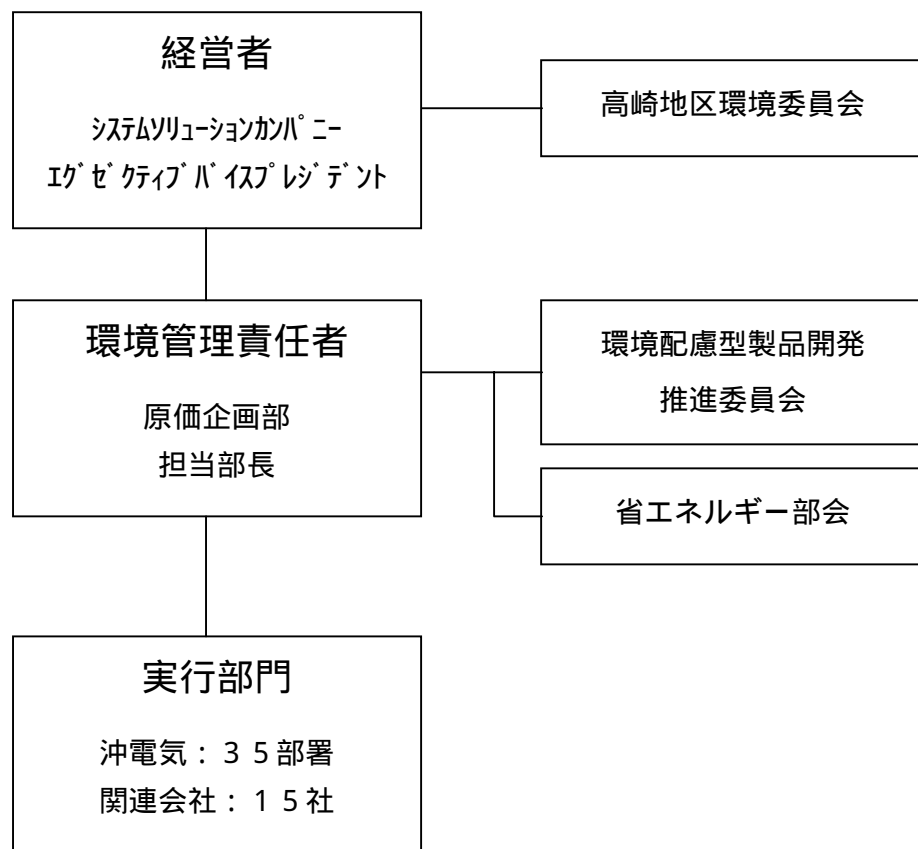 経営者
ｼｽﾃﾑｿﾘｭｰｼｮﾝｶﾝﾊﾟﾆｰ
ｴｸﾞｾﾞｸﾃｨﾌﾞﾊﾞｲｽﾌﾟﾚｼﾞﾃﾞﾝﾄ
高崎地区環境委員会
環境管理責任者
原価企画部
担当部長
環境配慮型製品開発
推進委員会
省エネルギー部会
実行部門
沖電気：３５部署
関連会社：１５社